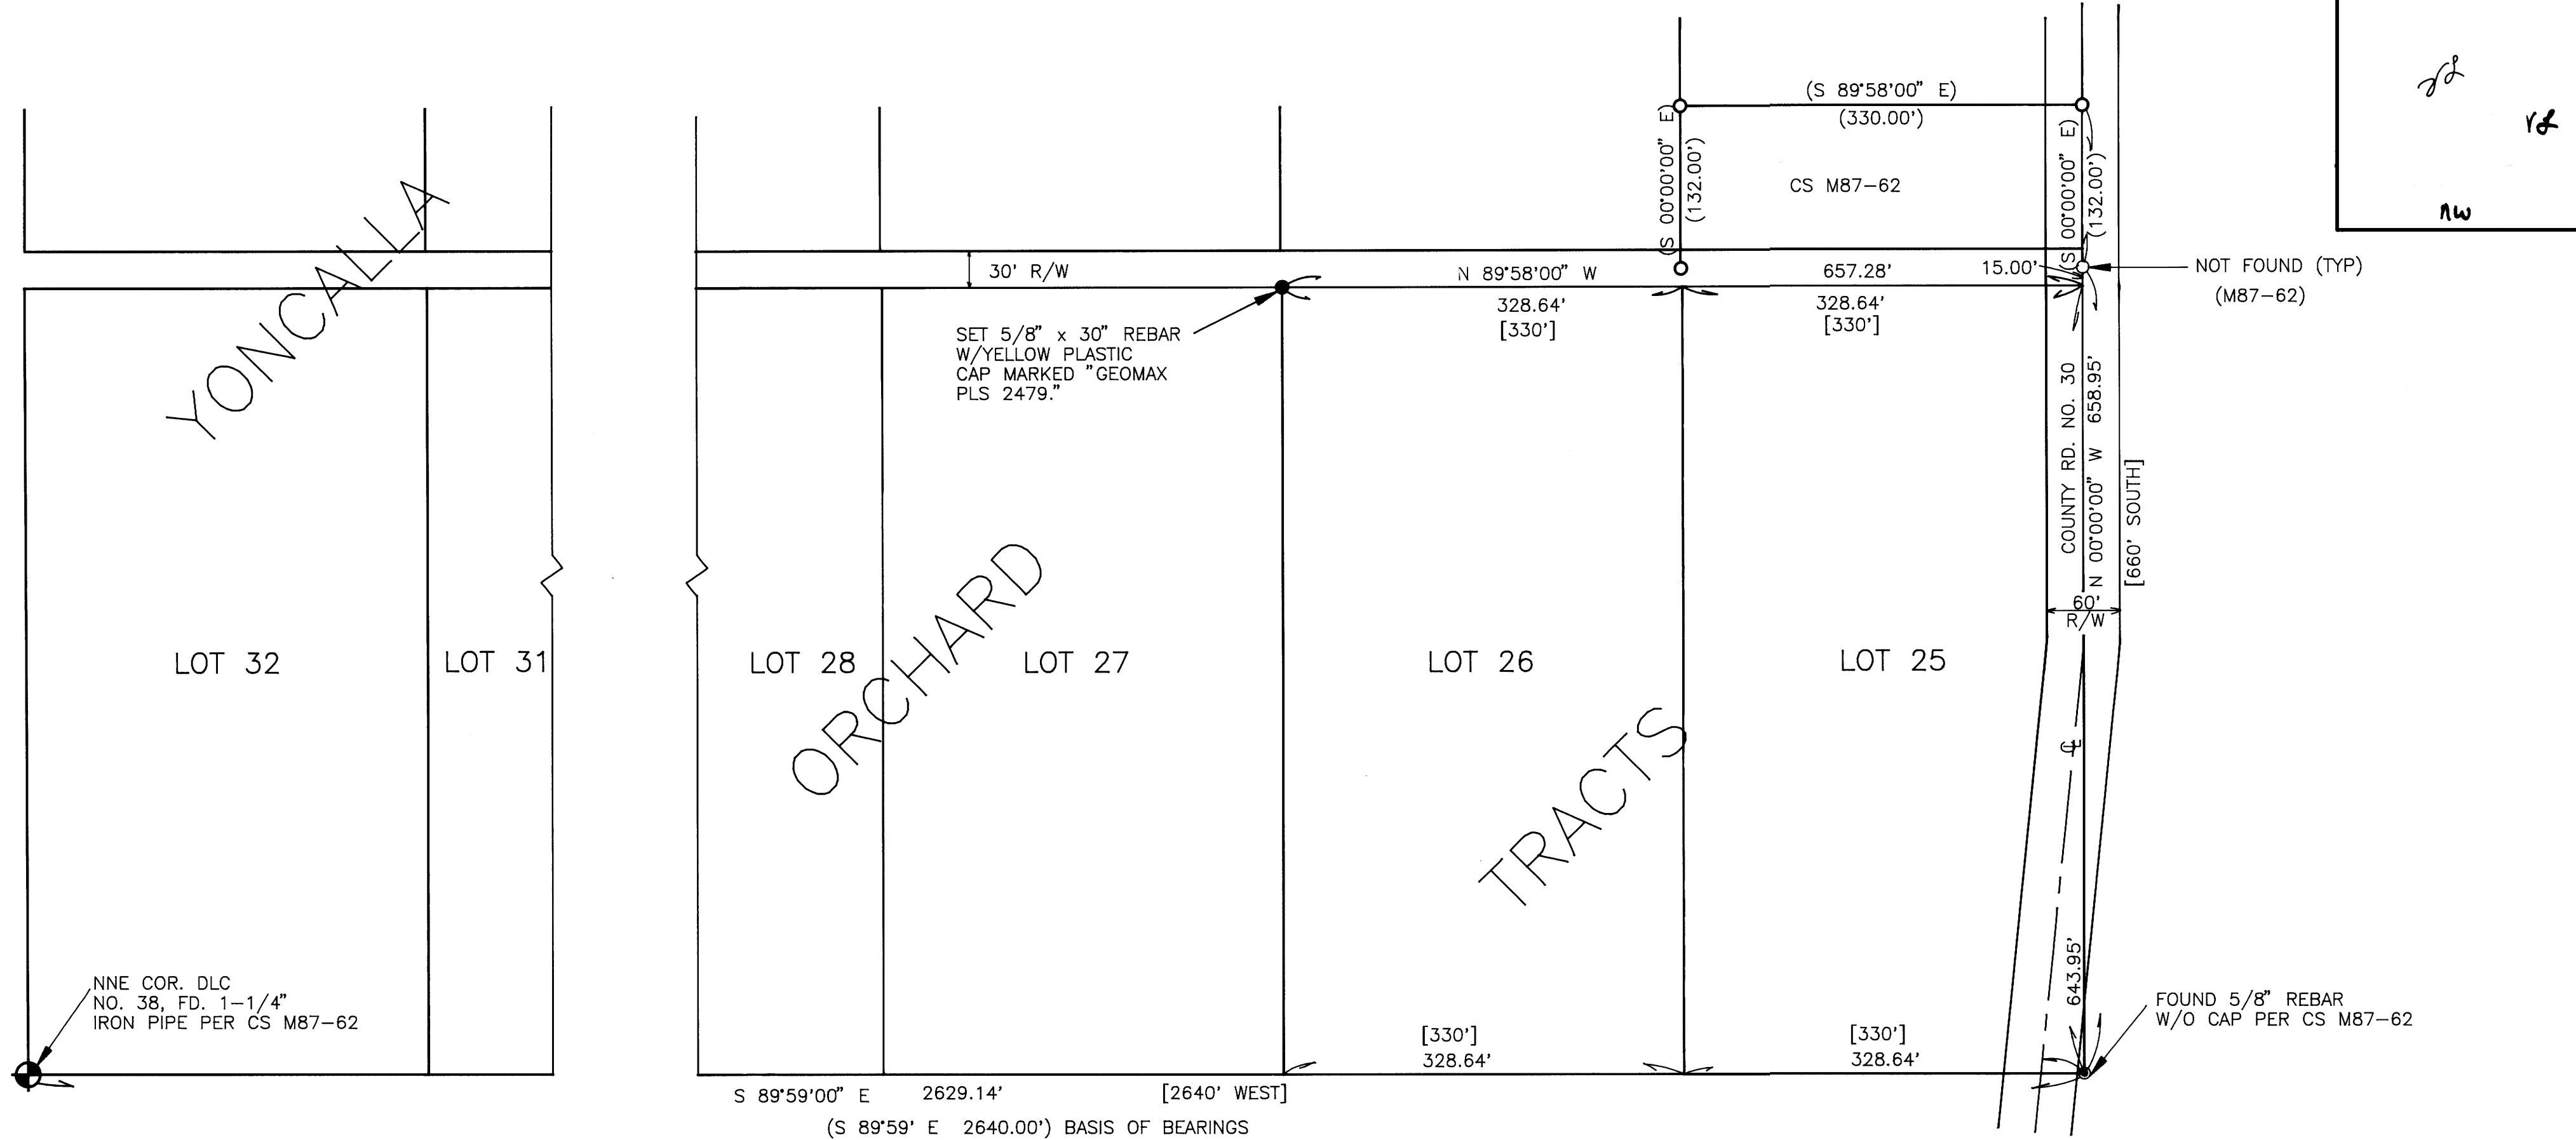 (S 89°58'00" E)
(330.00')
(S 00°00'00" E)
(132.00')
CS M87-62
(S 00°00'00" E)
(132.00')
NW
YONCALLA
30' R/W
N 89°58'00" W
657.28'
15.00'
NOT FOUND (TYP)
(M87-62)
328.64'
[330']
328.64'
[330']
SET 5/8" x 30" REBAR
W/YELLOW PLASTIC
CAP MARKED "GEOMAX
PLS 2479."
COUNTY RD. NO. 30
N 00°00'00" W 658.95'
[660' SOUTH]
60'
R/W
ORCHARD
LOT 32
LOT 31
LOT 28
LOT 27
LOT 26
LOT 25
TRACTS
643.95'
NNE COR. DLC
NO. 38, FD. 1-1/4"
IRON PIPE PER CS M87-62
FOUND 5/8" REBAR
W/O CAP PER CS M87-62
[330']
328.64'
[330']
328.64'
S 89°59'00" E 2629.14' [2640' WEST]
(S 89°59' E 2640.00') BASIS OF BEARINGS